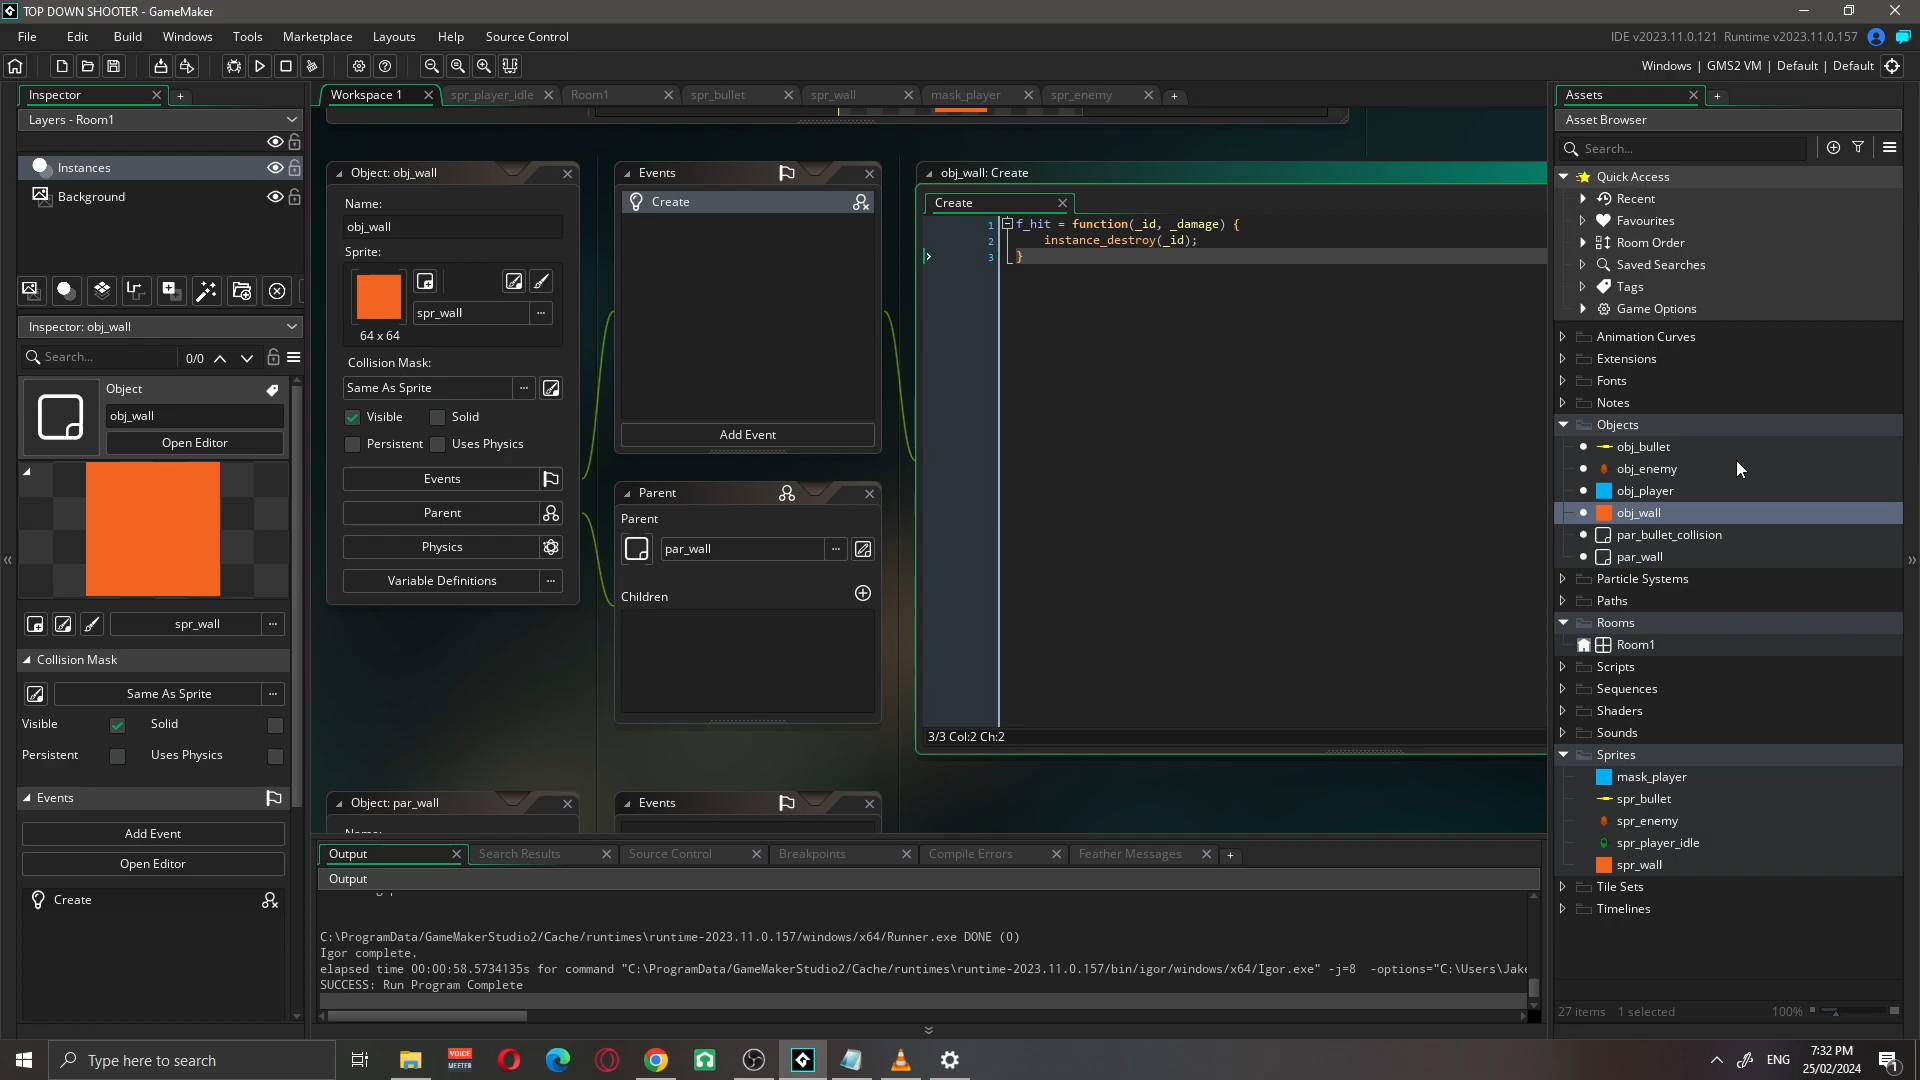 TOP DOWN SHOOTER - GameMaker
File Edit Build Windows Tools Marketplace Layouts Help Source Control
IDE v2023.11.0.121 Runtime v2023.11.0.157
Windows | GMS2 VM | Default | Default
Inspector
Layers - Room1
Instances
Background
Inspector: obj_wall
Search... 0/0
Object
obj_wall
Open Editor
spr_wall
Collision Mask
Same As Sprite
Visible Solid
Persistent Uses Physics
Events
Add Event
Open Editor
Create
Workspace 1 spr_player_idle Room1 spr_bullet spr_wall mask_player spr_enemy
Object: obj_wall
Name:
obj_wall
Sprite:
spr_wall
64 x 64
Collision Mask:
Same As Sprite
Visible Solid
Persistent Uses Physics
Events
Parent
Physics
Variable Definitions
Events
Create
Add Event
Parent
Parent
par_wall
Children
obj_wall: Create
Create
1 f_hit = function(_id, _damage) {
2 instance_destroy(_id);
3 }
3/3 Col:2 Ch:2
Object: par_wall
Events
Output Search Results Source Control Breakpoints Compile Errors Feather Messages
Output
C:\ProgramData/GameMakerStudio2/Cache/runtimes\runtime-2023.11.0.157/windows/x64/Runner.exe DONE (0)
Igor complete.
elapsed time 00:00:58.5734135s for command "C:\ProgramData/GameMakerStudio2/Cache/runtimes\runtime-2023.11.0.157/bin/igor/windows/x64/Igor.exe" -j=8 -options="C:\Users\Jake
SUCCESS: Run Program Complete
Assets
Asset Browser
Search...
Quick Access
Recent
Favourites
Room Order
Saved Searches
Tags
Game Options
Animation Curves
Extensions
Fonts
Notes
Objects
obj_bullet
obj_enemy
obj_player
obj_wall
par_bullet_collision
par_wall
Particle Systems
Paths
Rooms
Room1
Scripts
Sequences
Shaders
Sounds
Sprites
mask_player
spr_bullet
spr_enemy
spr_player_idle
spr_wall
Tile Sets
Timelines
27 items 1 selected 100%
Type here to search
VOICE
MEETER
ENG
7:32 PM
25/02/2024
1